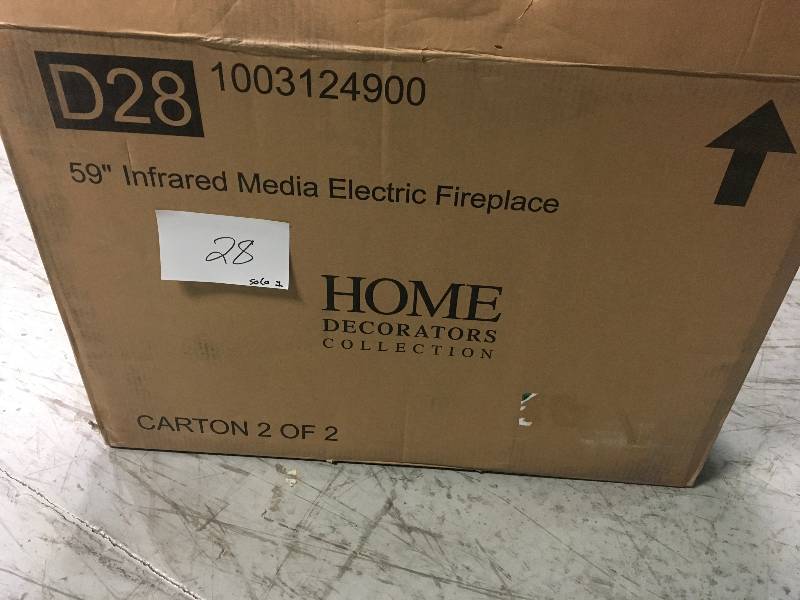 D28 1003124900
59" Infrared Media Electric Fireplace
28
HOME
DECORATORS
COLLECTION
CARTON 2 OF 2